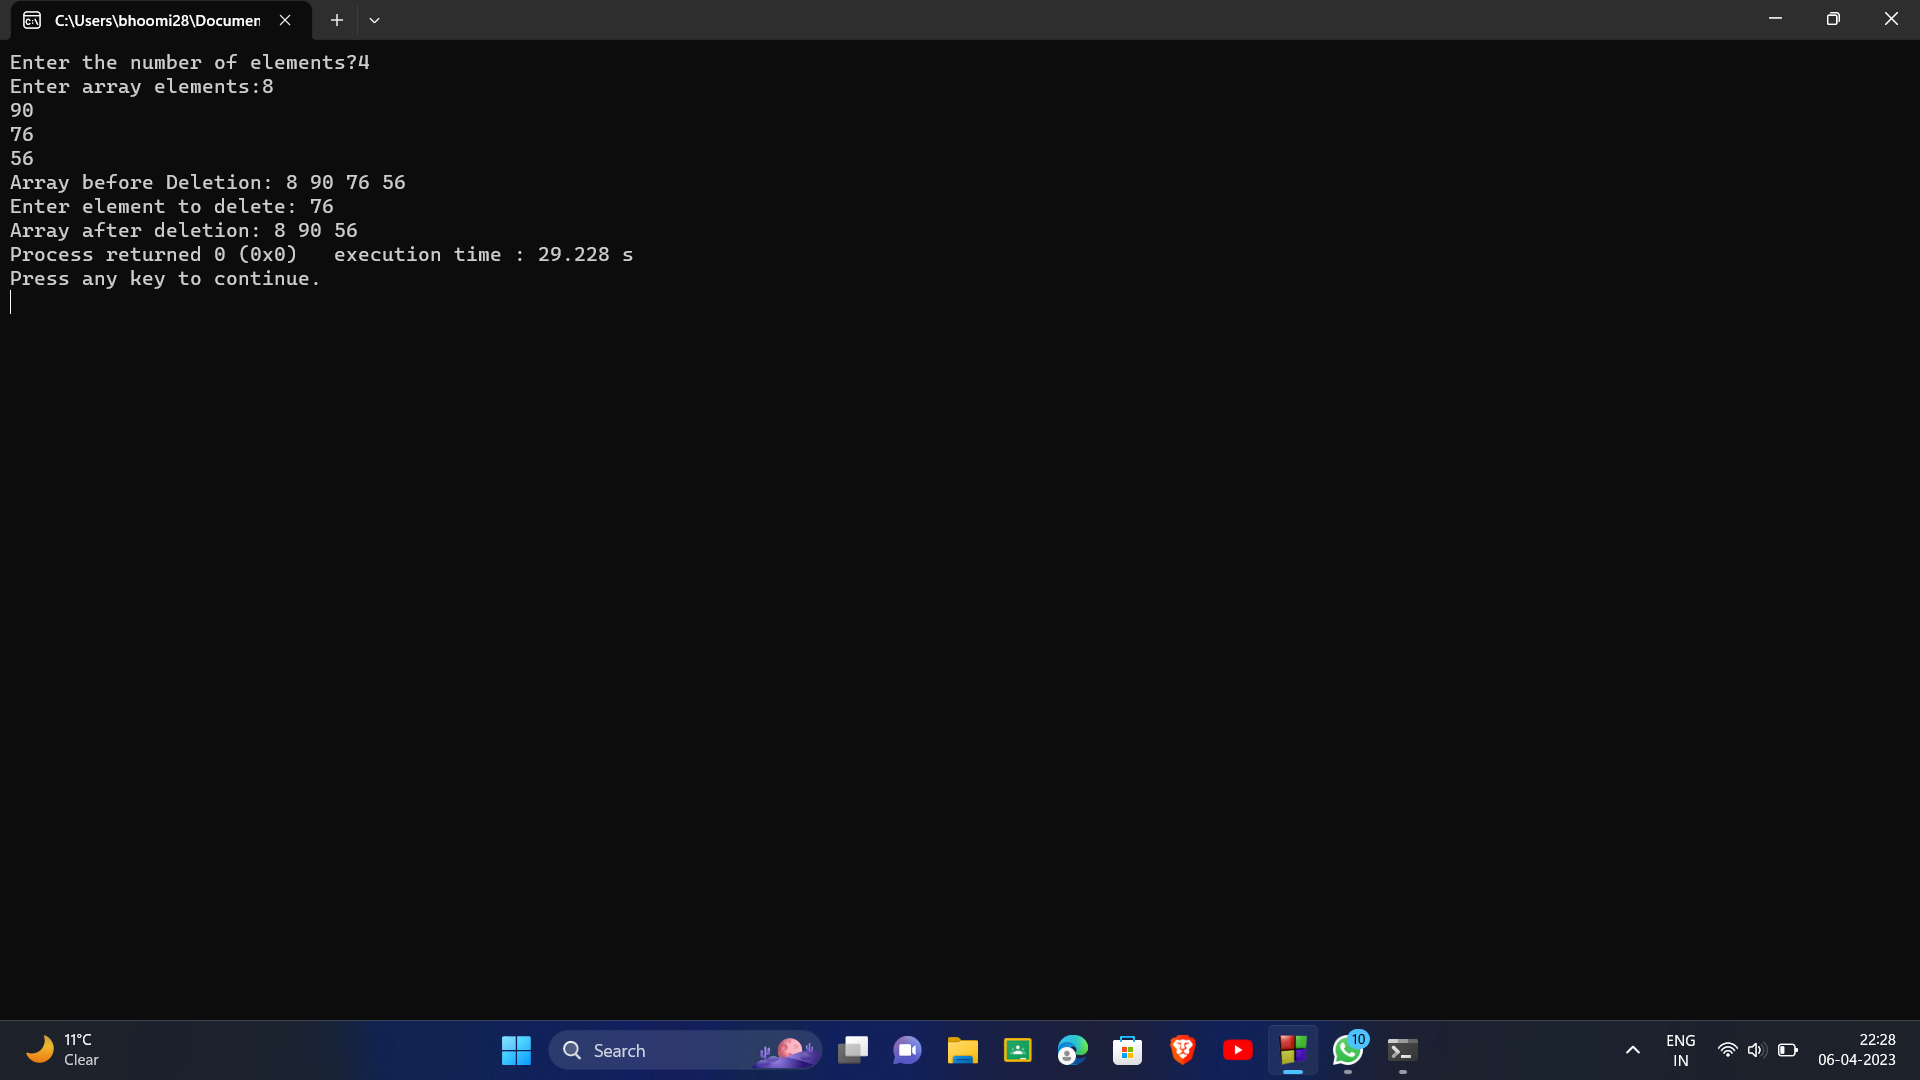 C:\Users\bhoomi28\Documen
Enter the number of elements?4
Enter array elements:8
90
76
56
Array before Deletion: 8 90 76 56
Enter element to delete: 76
Array after deletion: 8 90 56
Process returned 0 (0x0)   execution time : 29.228 s
Press any key to continue.
11°C
Clear
Search
10
ENG
IN
22:28
06-04-2023